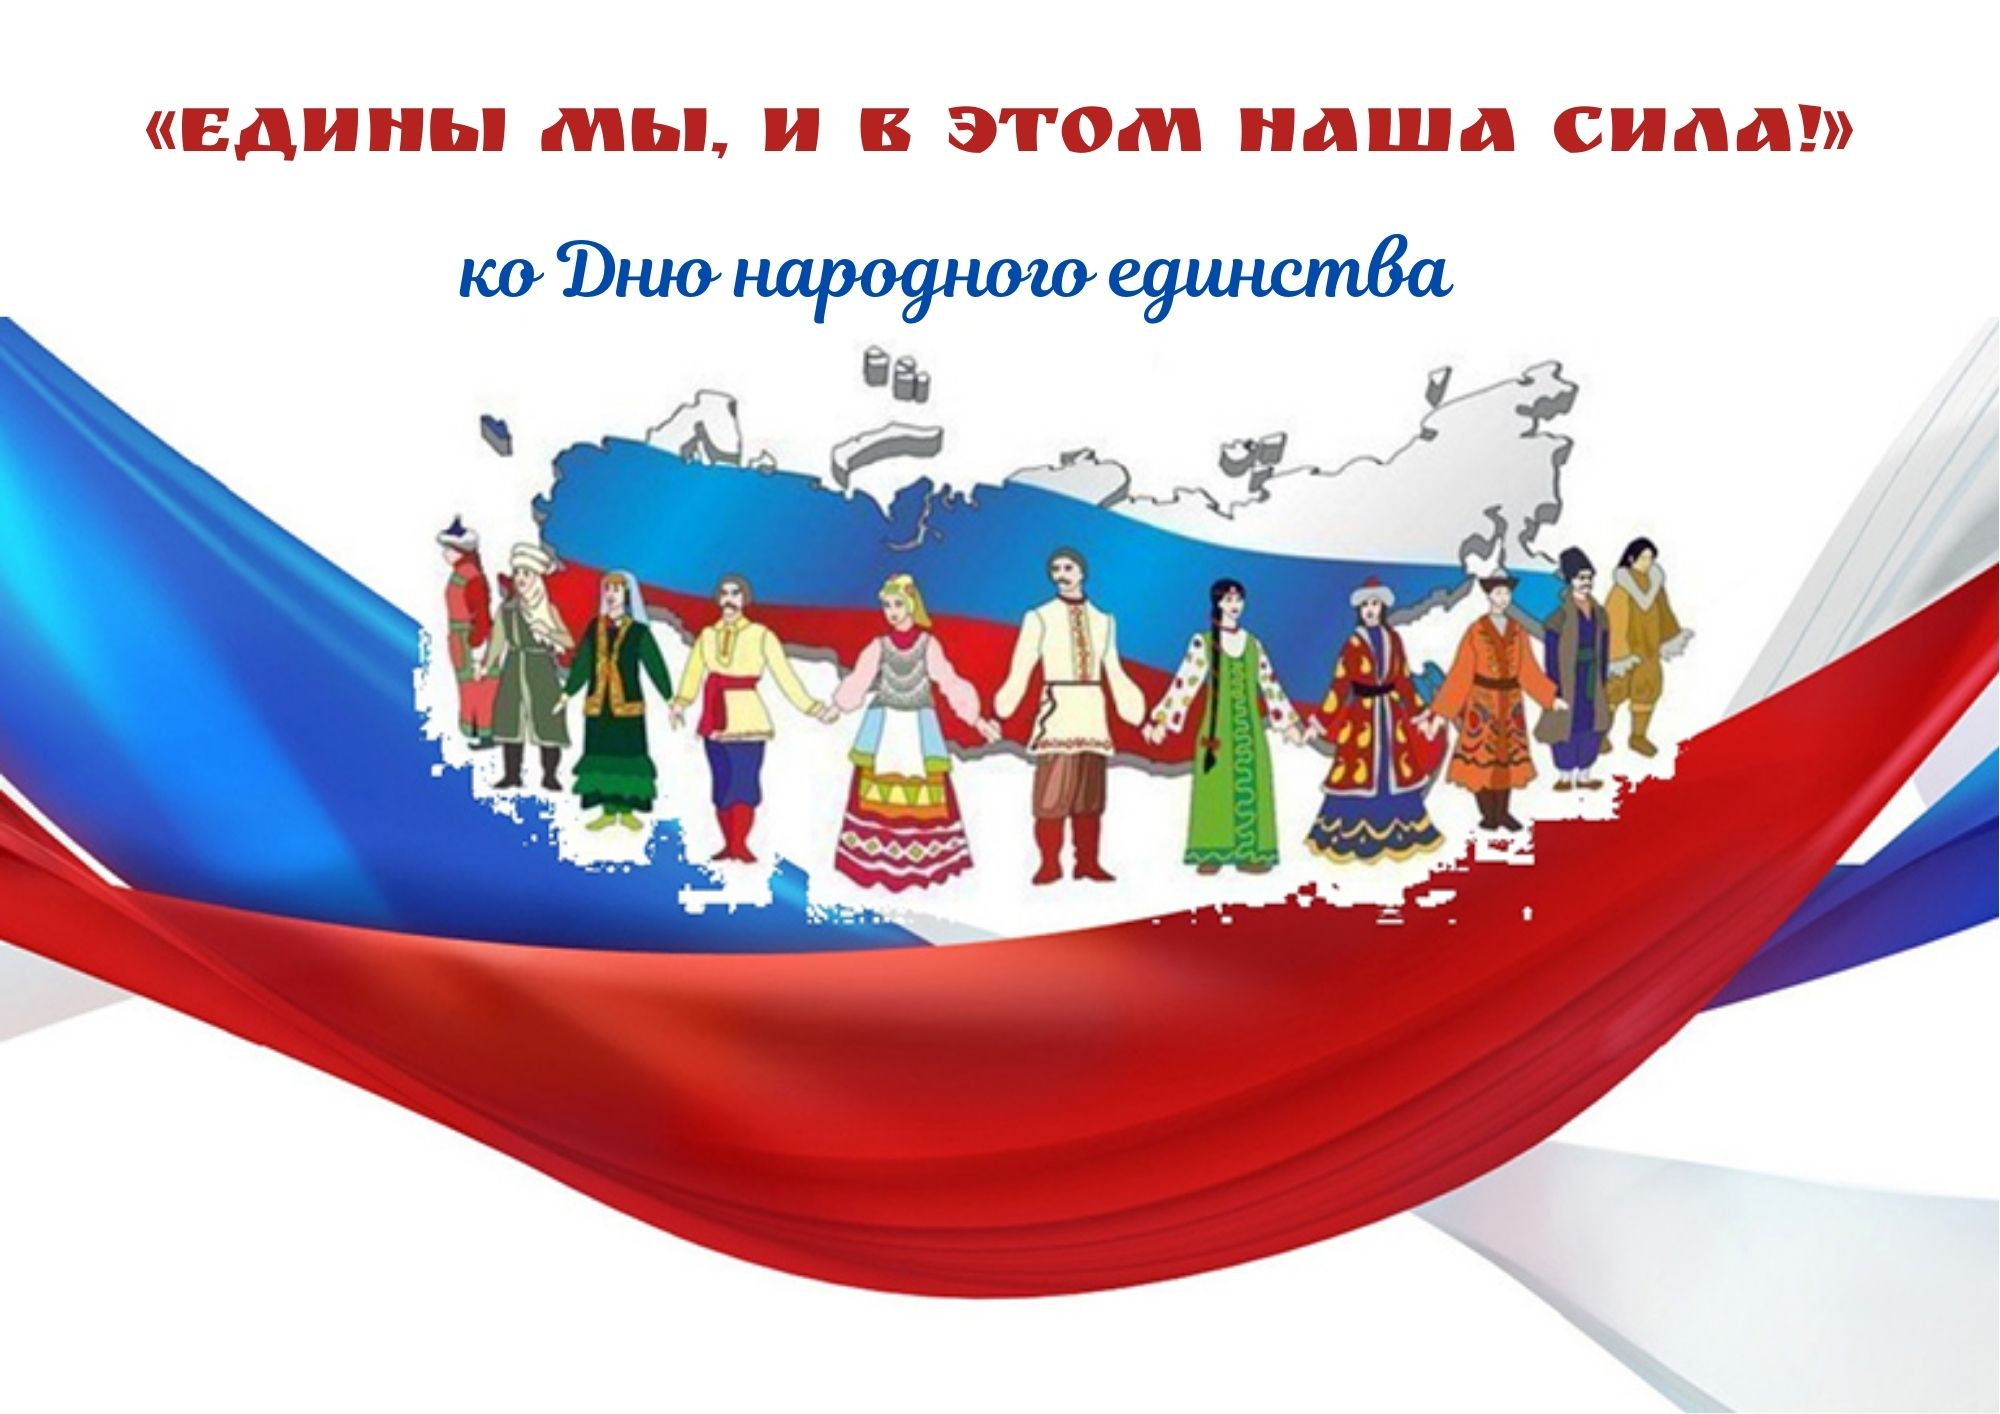 «ЕДИНЫ МЫ, И В ЭТОМ НАША СИЛА!»
ко Дню народного единства